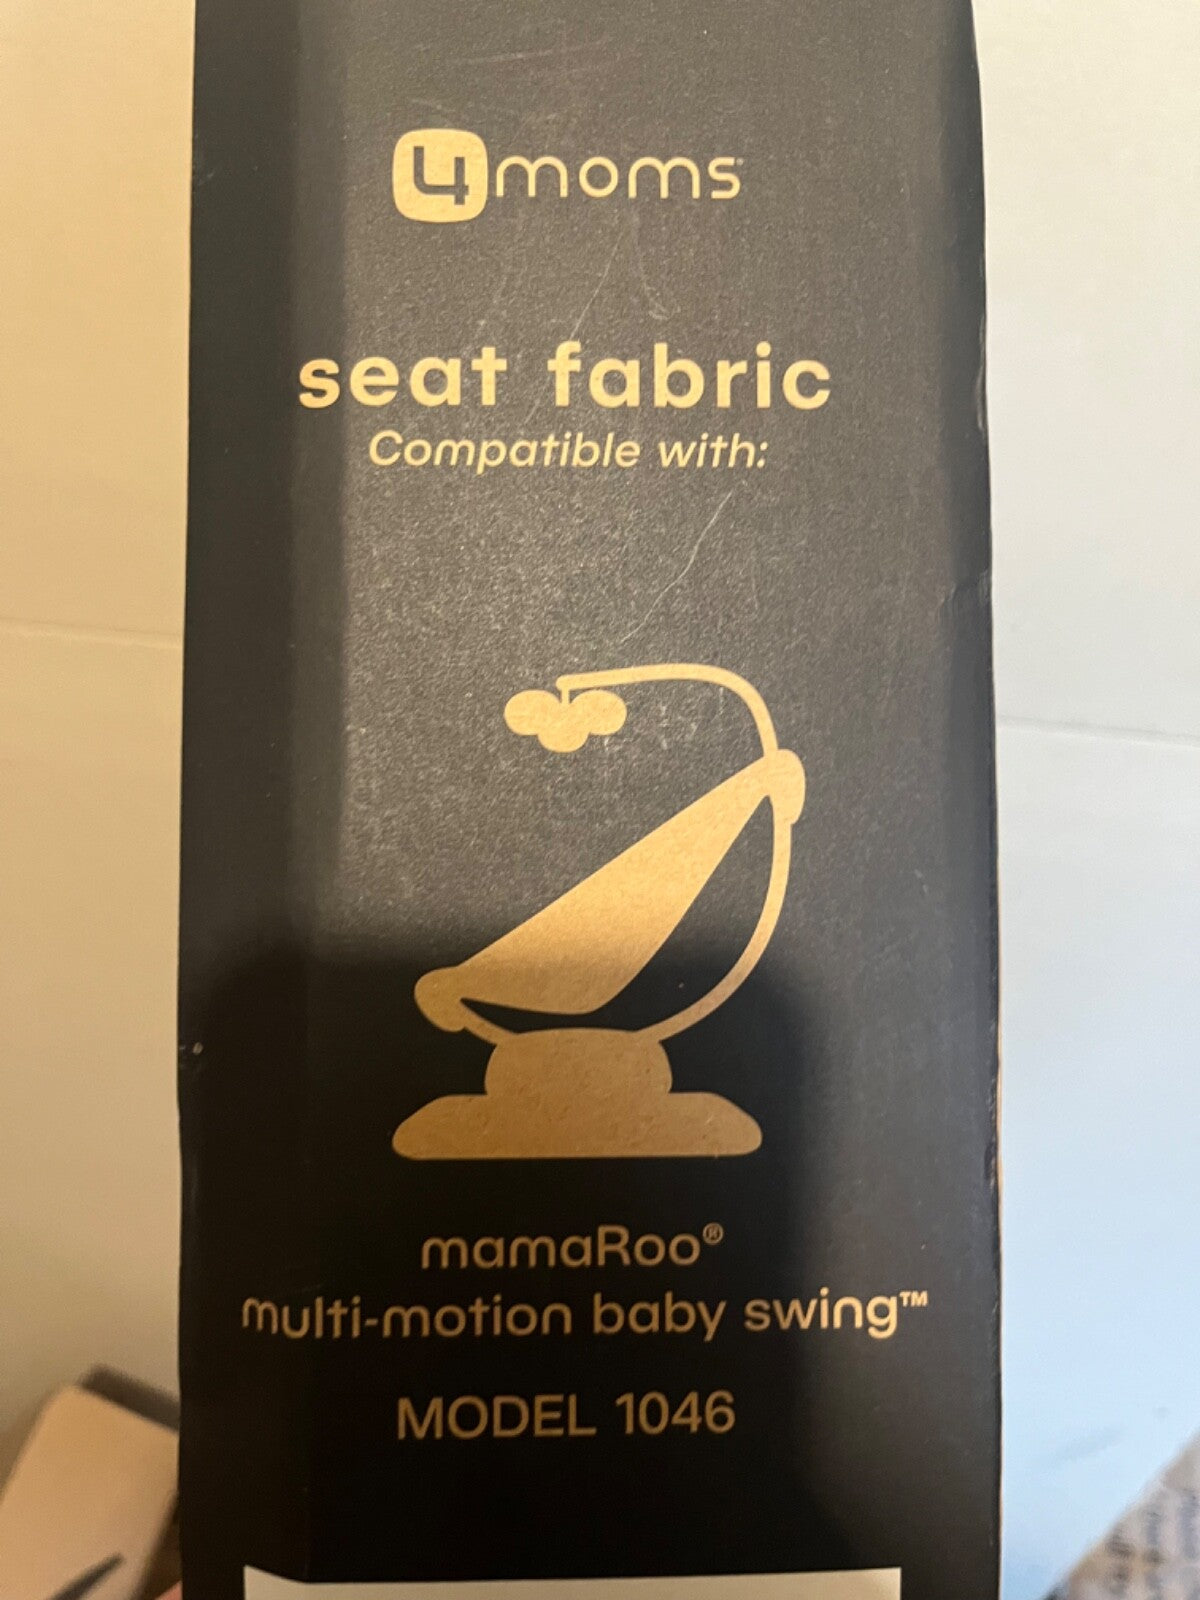 4moms
seat fabric
Compatible with:
mamaRoo®
multi-motion baby swing™
MODEL 1046